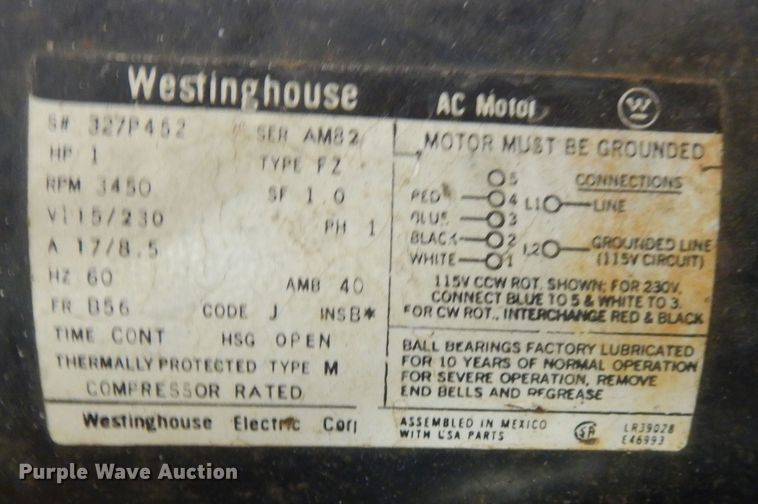 Westinghouse AC Motor W
S# 327P452 SER AM82
HP 1 TYPE FZ
RPM 3450 SF 1.0
V115/230 PH 1
A 17/8.5
HZ 60 AMB 40
FR B56 CODE J INSB*
TIME CONT HSG OPEN
THERMALLY PROTECTED TYPE M
COMPRESSOR RATED
Westinghouse Electric Corp
MOTOR MUST BE GROUNDED
5 CONNECTIONS
RED 4 L1 LINE
BLUE 3
BLACK 2 L2 GROUNDED LINE
WHITE 1 (115V CIRCUIT)
115V CCW ROT. SHOWN; FOR 230V.
CONNECT BLUE TO 5 & WHITE TO 3.
FOR CW ROT., INTERCHANGE RED & BLACK
BALL BEARINGS FACTORY LUBRICATED
FOR 10 YEARS OF NORMAL OPERATION
FOR SEVERE OPERATION, REMOVE
END BELLS AND REGREASE
ASSEMBLED IN MEXICO
WITH USA PARTS
SA
LR39028
E46993
Purple Wave Auction